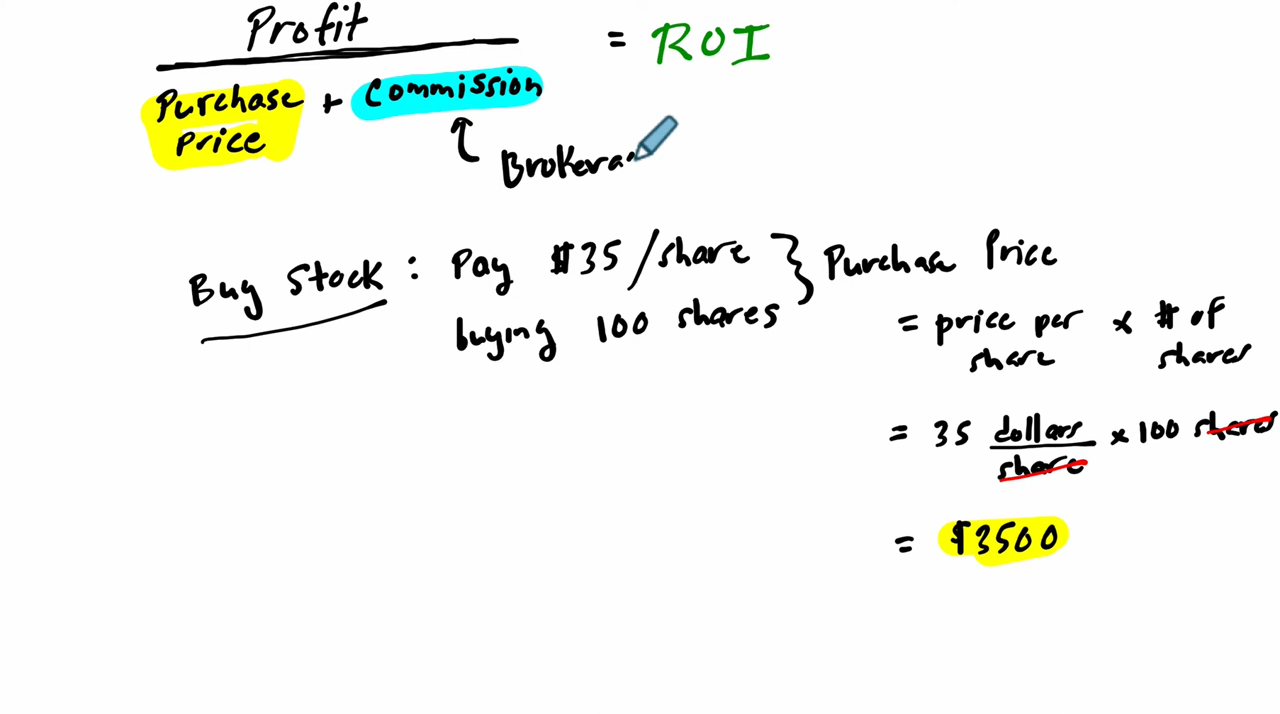 Profit
= ROI
Purchase + Commission
Price
Brokera
Buy Stock : Pay $35/share } Purchase Price
buying 100 shares
= price per × # of
share shares
= 35 dollars/share × 100 shares
= $3500